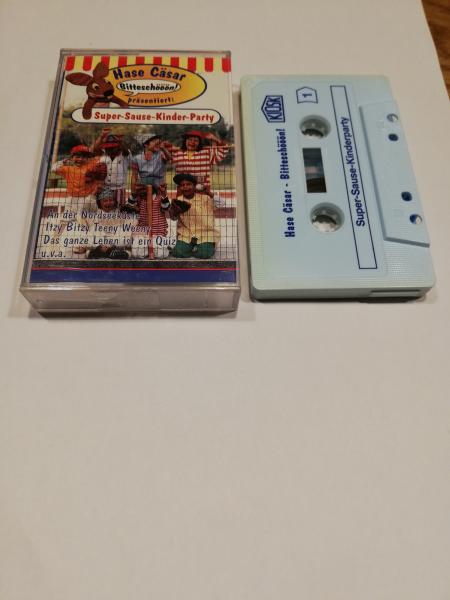 Hase Cäsar
Bitteschööön!
präsentiert:
Super-Sause-Kinder-Party
An der Nordseeküste
Itzy Bitzy Teeny Weeny
Das ganze Leben ist ein Quiz
u.v.a.
KIOSK
1
Hase Cäsar - Bitteschööön!
Super-Sause-Kinderparty